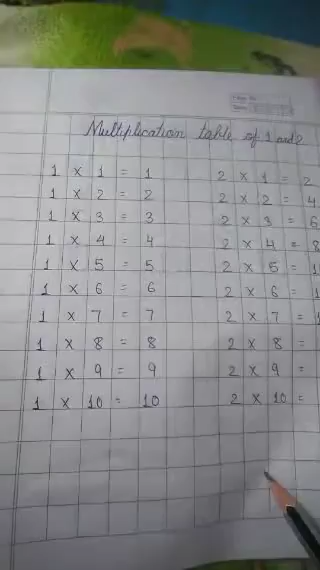 Multiplication table of 1 and 2
1 x 1 = 1 2 x 1 = 2
1 x 2 = 2 2 x 2 = 4
1 x 3 = 3 2 x 3 = 6
1 x 4 = 4 2 x 4 = 8
1 x 5 = 5 2 x 5 = 1
1 x 6 = 6 2 x 6 = 1
1 x 7 = 7 2 x 7 = 1
1 x 8 = 8 2 x 8 =
1 x 9 = 9 2 x 9 =
1 x 10 = 10 2 x 10 =